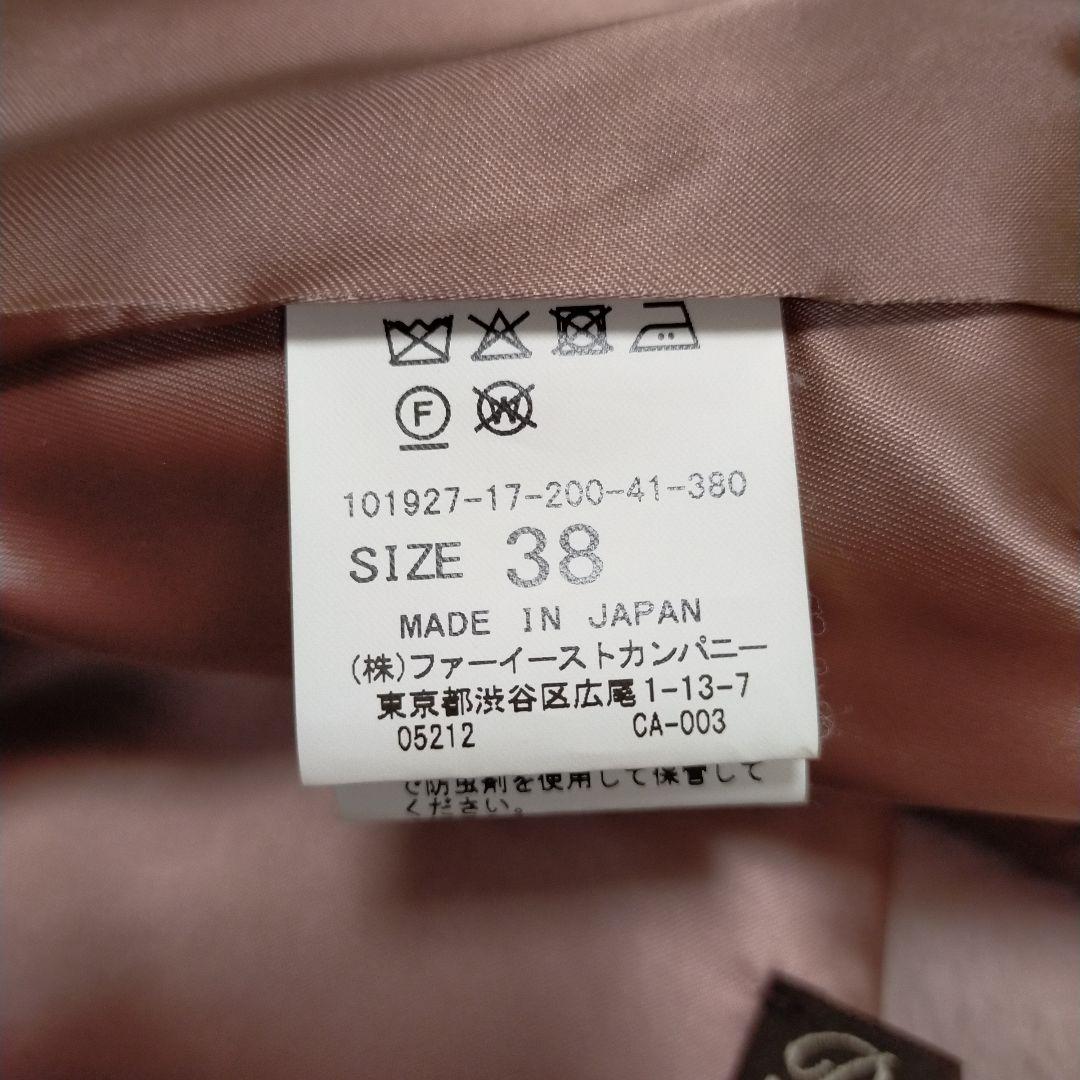 F W
101927-17-200-41-380
SIZE 38
MADE IN JAPAN
(株)ファーイーストカンパニー
東京都渋谷区広尾1-13-7
05212 CA-003
で防虫剤を使用して保管して
ください。